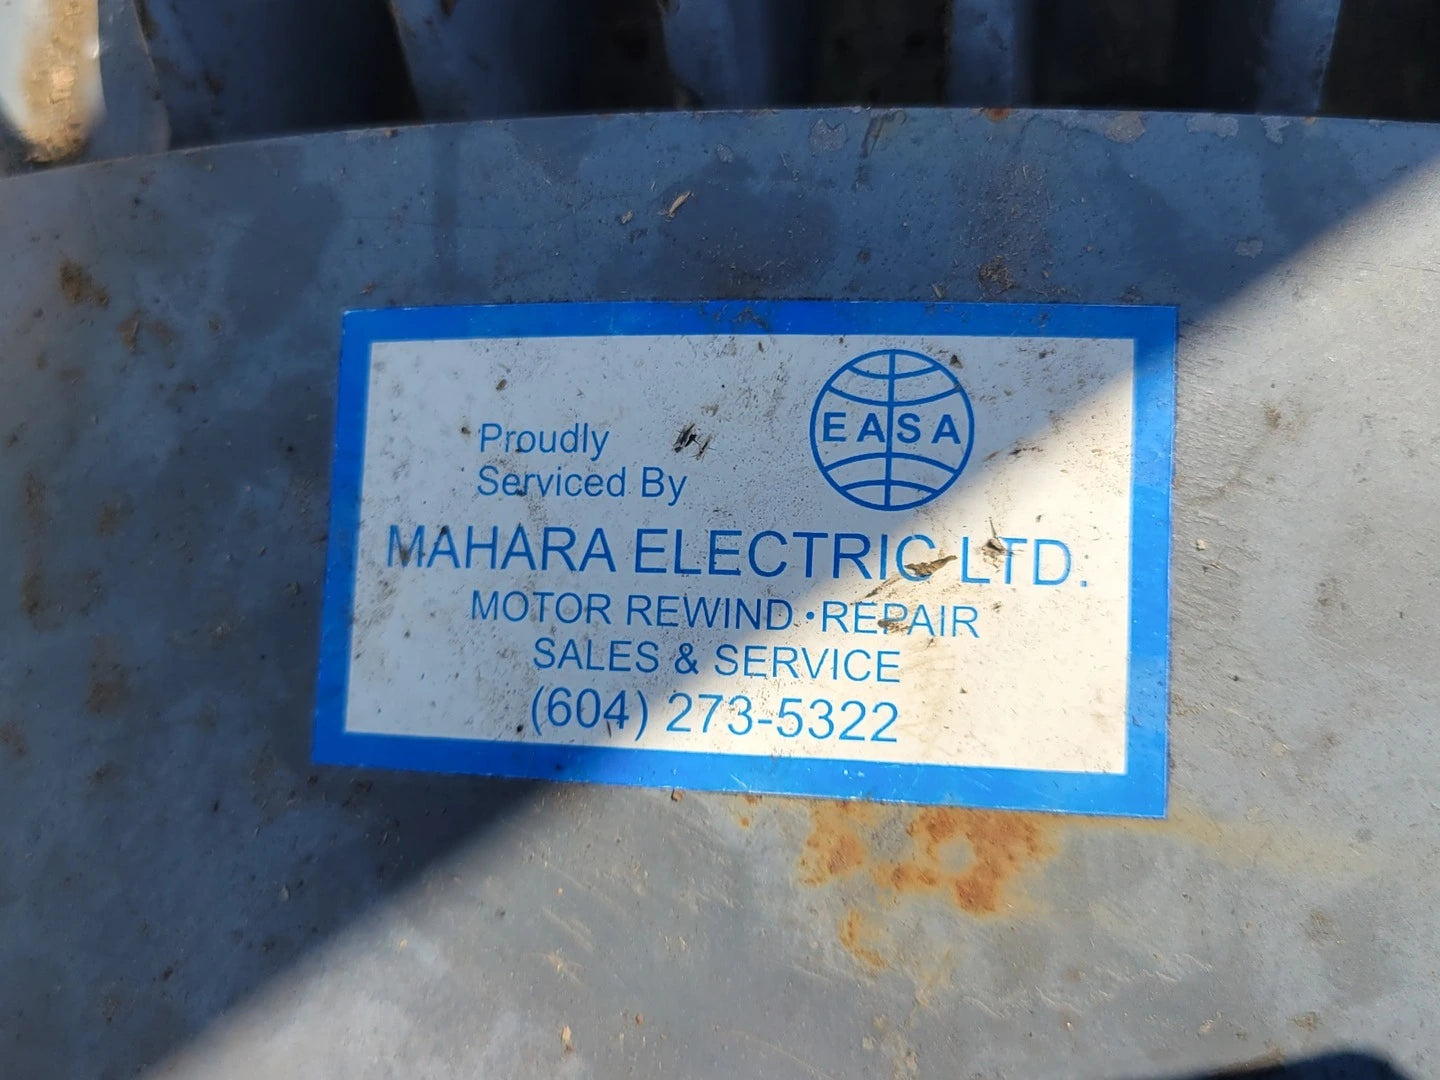 EASA
Proudly
Serviced By
MAHARA ELECTRIC LTD.
MOTOR REWIND • REPAIR
SALES & SERVICE
(604) 273-5322